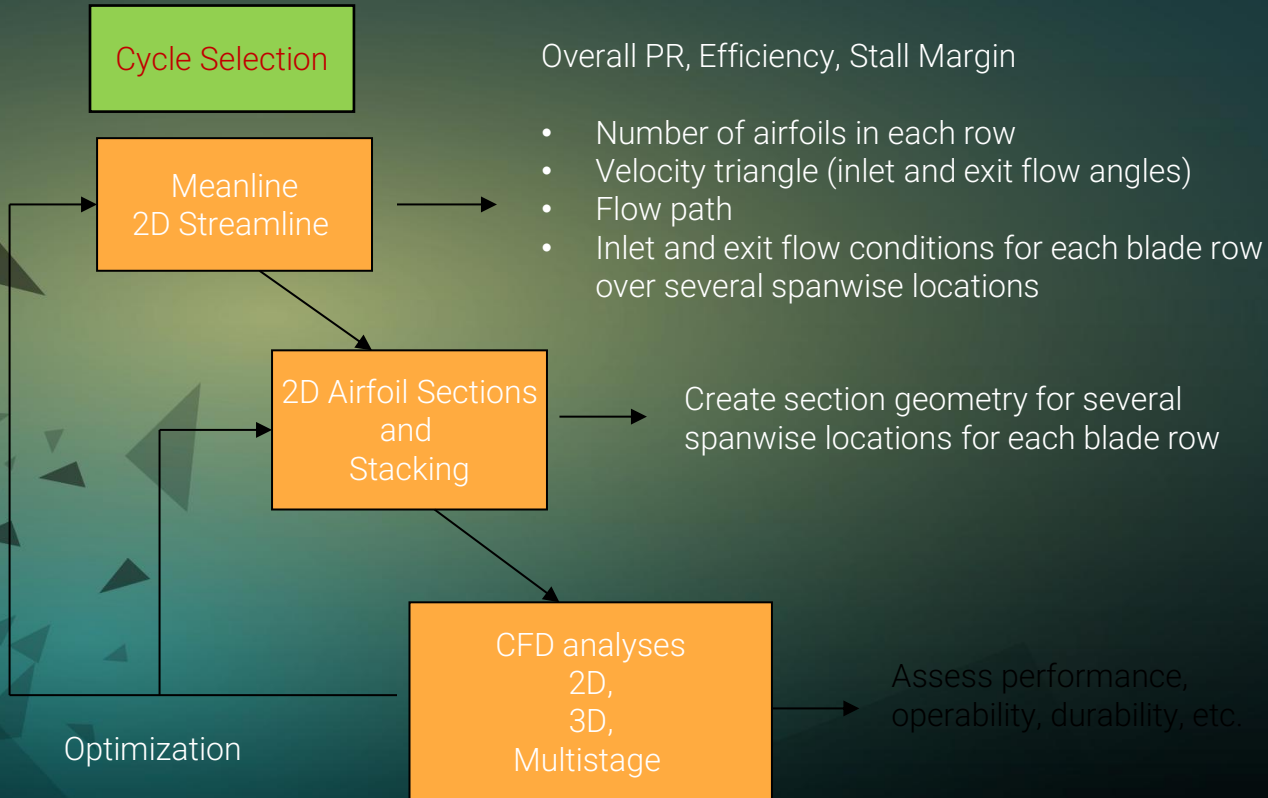 Cycle Selection
Overall PR, Efficiency, Stall Margin
• Number of airfoils in each row
• Velocity triangle (inlet and exit flow angles)
• Flow path
• Inlet and exit flow conditions for each blade row
over several spanwise locations
Meanline
2D Streamline
2D Airfoil Sections
and
Stacking
Create section geometry for several
spanwise locations for each blade row
CFD analyses
2D,
3D,
Multistage
Assess performance,
operability, durability, etc.
Optimization